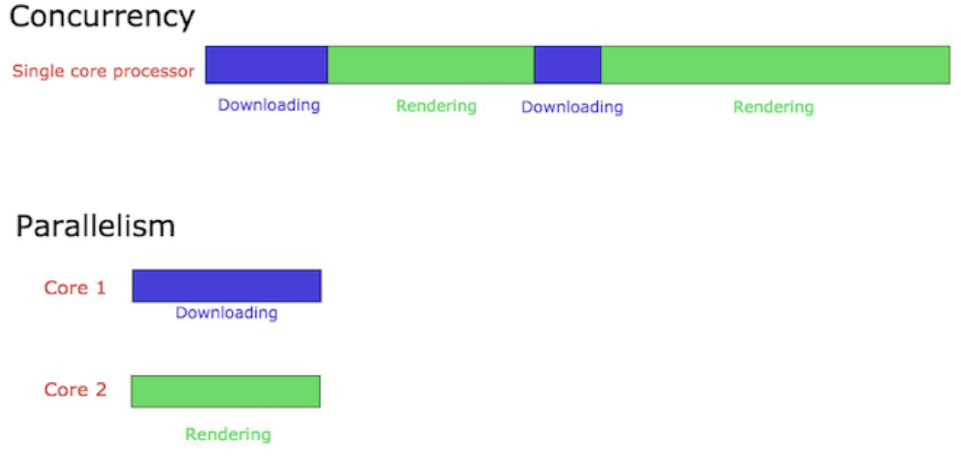 Concurrency
Single core processor
Downloading
Rendering
Downloading
Rendering
Parallelism
Core 1
Downloading
Core 2
Rendering